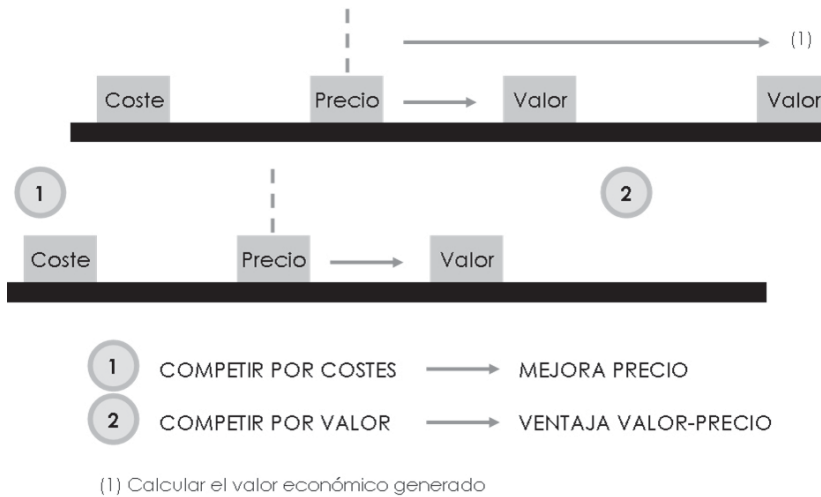 (1)
Coste Precio Valor Valor
1 2
Coste Precio Valor
1 COMPETIR POR COSTES MEJORA PRECIO
2 COMPETIR POR VALOR VENTAJA VALOR-PRECIO
(1) Calcular el valor económico generado